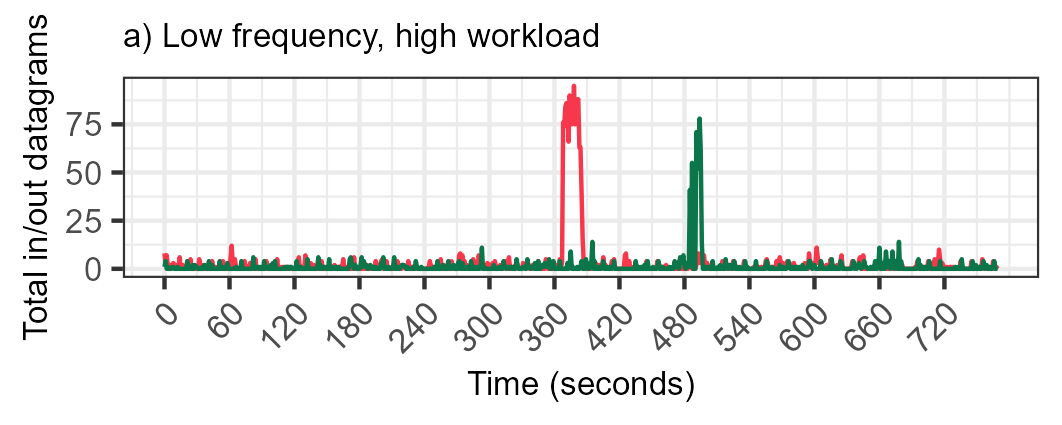 a) Low frequency, high workload
Total in/out datagrams
75
50
25
0
0 60 120 180 240 300 360 420 480 540 600 660 720
Time (seconds)